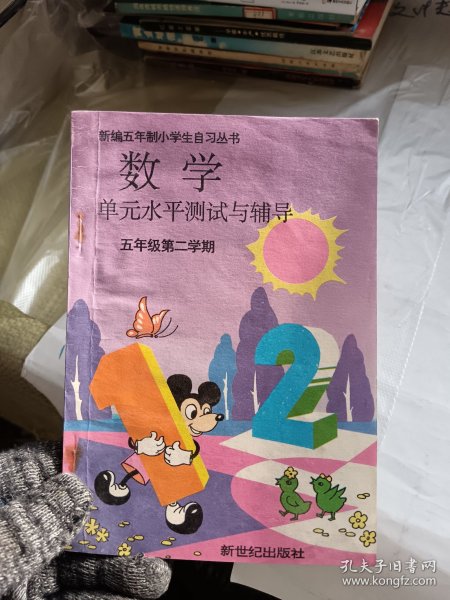 新编五年制小学生自习丛书
数学
单元水平测试与辅导
五年级第二学期
1 2
新世纪出版社
孔夫子旧书网
www.kongfz.com